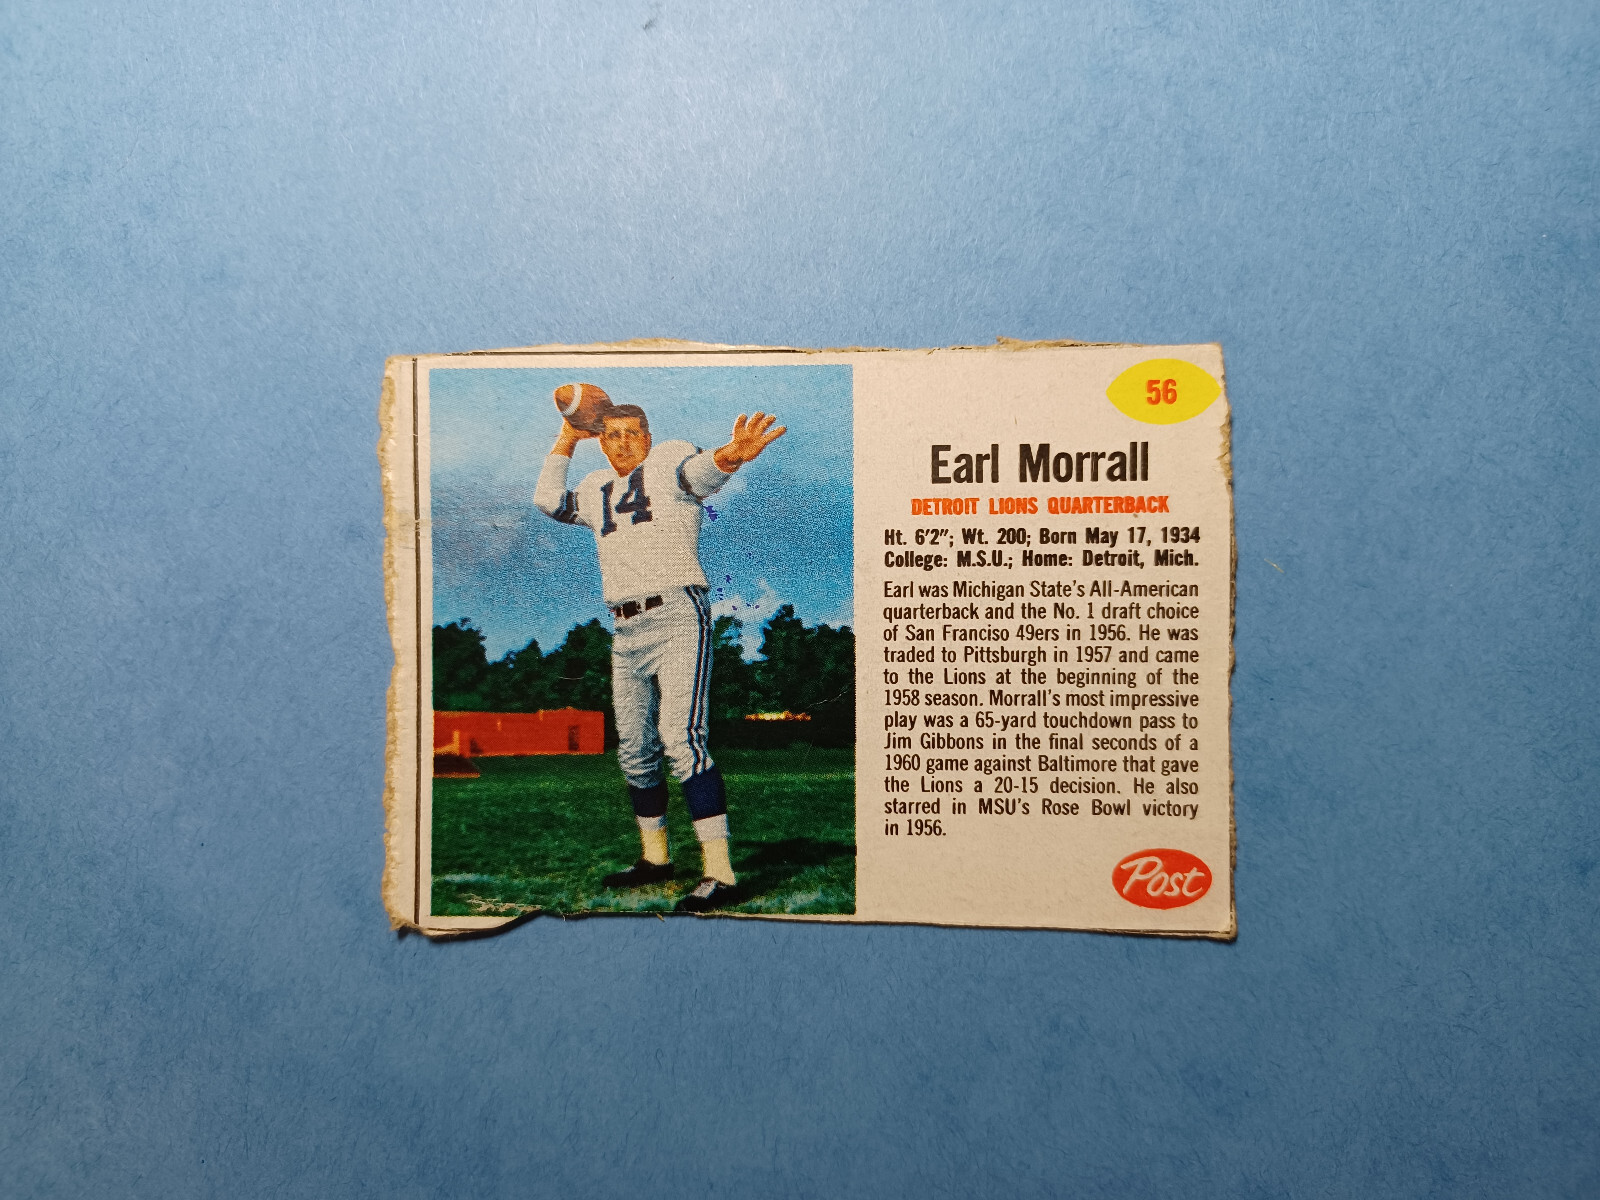 56
14
Earl Morrall
DETROIT LIONS QUARTERBACK
Ht. 6'2"; Wt. 200; Born May 17, 1934
College: M.S.U.; Home: Detroit, Mich.
Earl was Michigan State's All-American
quarterback and the No. 1 draft choice
of San Franciso 49ers in 1956. He was
traded to Pittsburgh in 1957 and came
to the Lions at the beginning of the
1958 season. Morrall's most impressive
play was a 65-yard touchdown pass to
Jim Gibbons in the final seconds of a
1960 game against Baltimore that gave
the Lions a 20-15 decision. He also
starred in MSU's Rose Bowl victory
in 1956.
Post